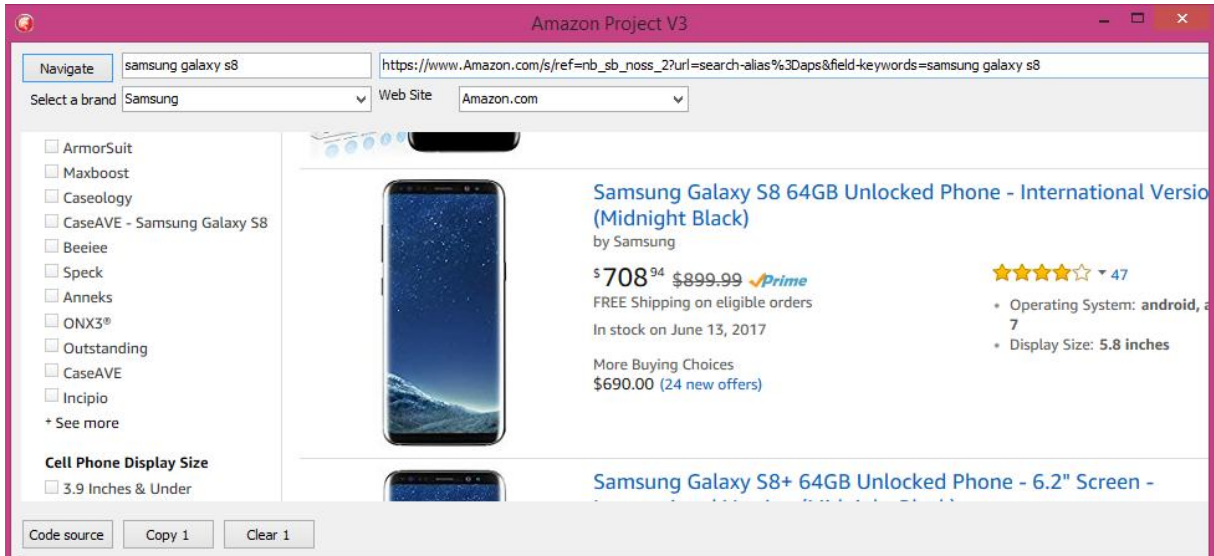 Amazon Project V3
Navigate samsung galaxy s8 https://www.Amazon.com/s/ref=nb_sb_noss_2?url=search-alias%3Daps&field-keywords=samsung galaxy s8
Select a brand Samsung Web Site Amazon.com
ArmorSuit
Maxboost
Caseology
CaseAVE - Samsung Galaxy S8
Beeiee
Speck
Anneks
ONX3®
Outstanding
CaseAVE
Incipio
+ See more
Cell Phone Display Size
3.9 Inches & Under
Samsung Galaxy S8 64GB Unlocked Phone - International Versio
(Midnight Black)
by Samsung
$708 94 $899.99 Prime
FREE Shipping on eligible orders
In stock on June 13, 2017
More Buying Choices
$690.00 (24 new offers)
47
• Operating System: android, a
7
• Display Size: 5.8 inches
Samsung Galaxy S8+ 64GB Unlocked Phone - 6.2" Screen -
Code source Copy 1 Clear 1